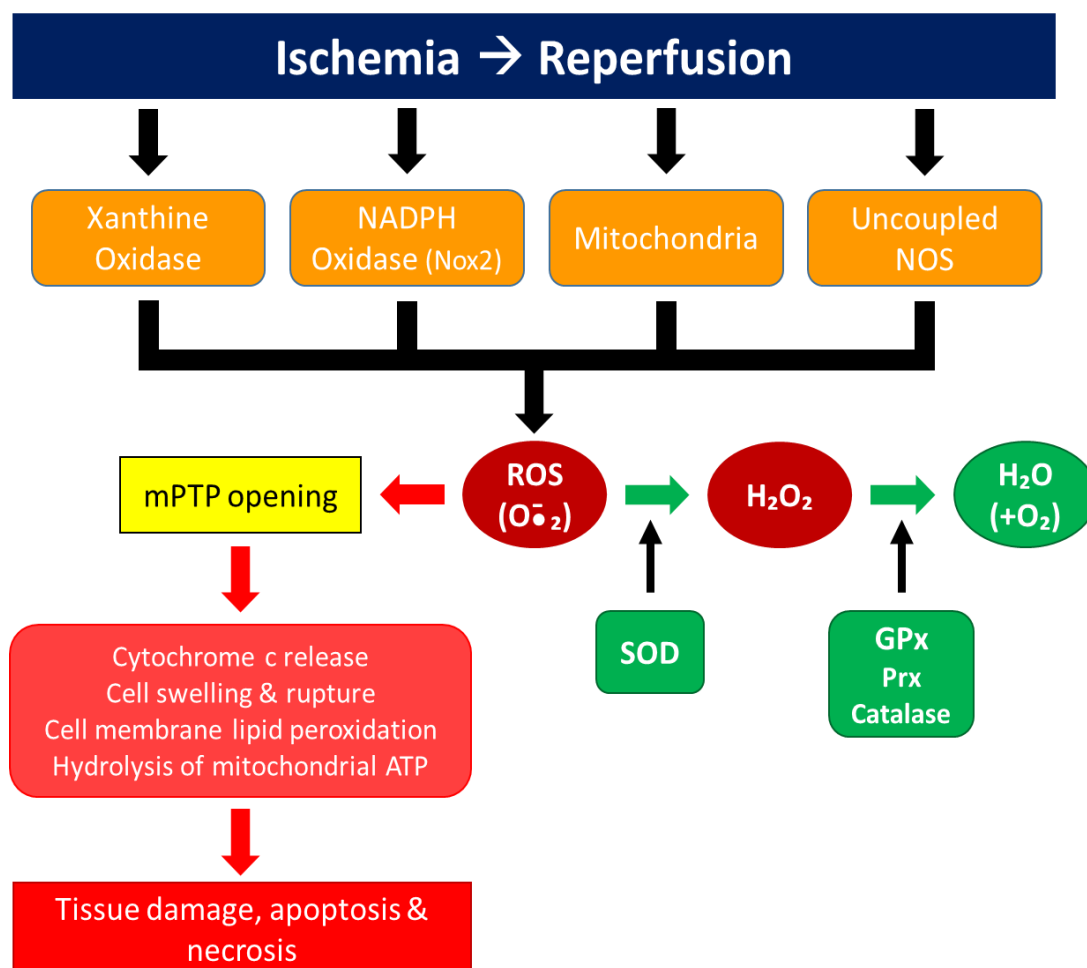 Ischemia → Reperfusion
Xanthine
Oxidase
NADPH
Oxidase (Nox2)
Mitochondria
Uncoupled
NOS
mPTP opening
ROS
(O•̄₂)
H₂O₂
H₂O
(+O₂)
SOD
GPx
Prx
Catalase
Cytochrome c release
Cell swelling & rupture
Cell membrane lipid peroxidation
Hydrolysis of mitochondrial ATP
Tissue damage, apoptosis &
necrosis